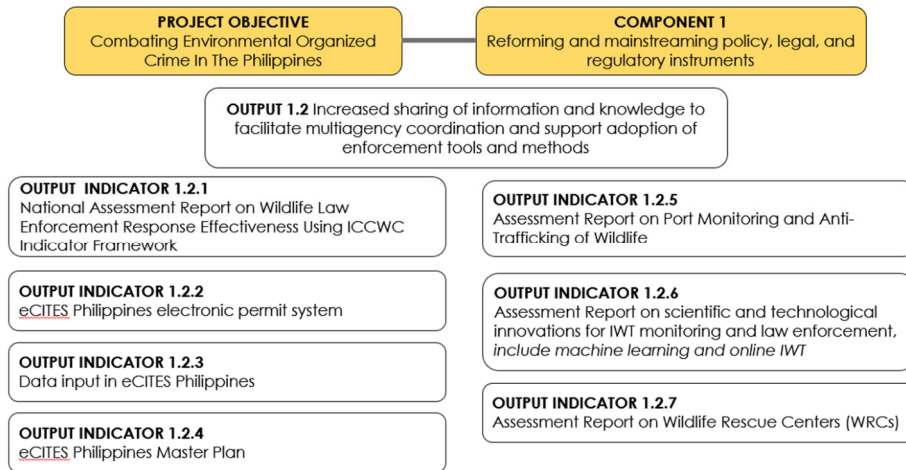 PROJECT OBJECTIVE
Combating Environmental Organized
Crime In The Philippines
COMPONENT 1
Reforming and mainstreaming policy, legal, and
regulatory instruments
OUTPUT 1.2 Increased sharing of information and knowledge to
facilitate multiagency coordination and support adoption of
enforcement tools and methods
OUTPUT INDICATOR 1.2.1
National Assessment Report on Wildlife Law
Enforcement Response Effectiveness Using ICCWC
Indicator Framework
OUTPUT INDICATOR 1.2.2
eCITES Philippines electronic permit system
OUTPUT INDICATOR 1.2.3
Data input in eCITES Philippines
OUTPUT INDICATOR 1.2.4
eCITES Philippines Master Plan
OUTPUT INDICATOR 1.2.5
Assessment Report on Port Monitoring and Anti-
Trafficking of Wildlife
OUTPUT INDICATOR 1.2.6
Assessment Report on scientific and technological
innovations for IWT monitoring and law enforcement,
include machine learning and online IWT
OUTPUT INDICATOR 1.2.7
Assessment Report on Wildlife Rescue Centers (WRCs)